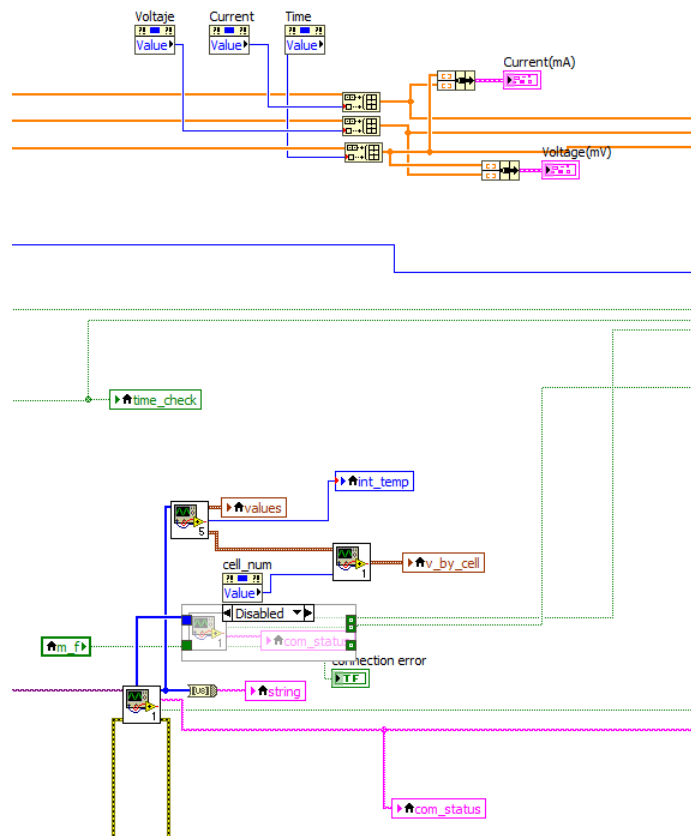 Voltaje Current Time
Value Value Value
Current(mA)
Voltage(mV)
time_check
int_temp
values
5
cell_num
1
v_by_cell
Value
Disabled
1
com_status
m_f
connection error
TF
[U8]
string
1
com_status